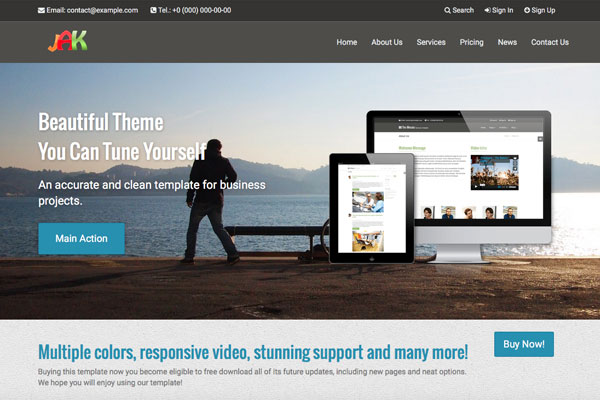 Email: contact@example.com Tel.: +0 (000) 000-00-00 Search Sign In Sign Up
JAK
Home About Us Services Pricing News Contact Us
Beautiful Theme
You Can Tune Yourself
An accurate and clean template for business
projects.
Main Action
Welcome Message
Multiple colors, responsive video, stunning support and many more!
Buy Now!
Buying this template now you become eligible to free download all of its future updates, including new pages and neat options.
We hope you will enjoy using our template!